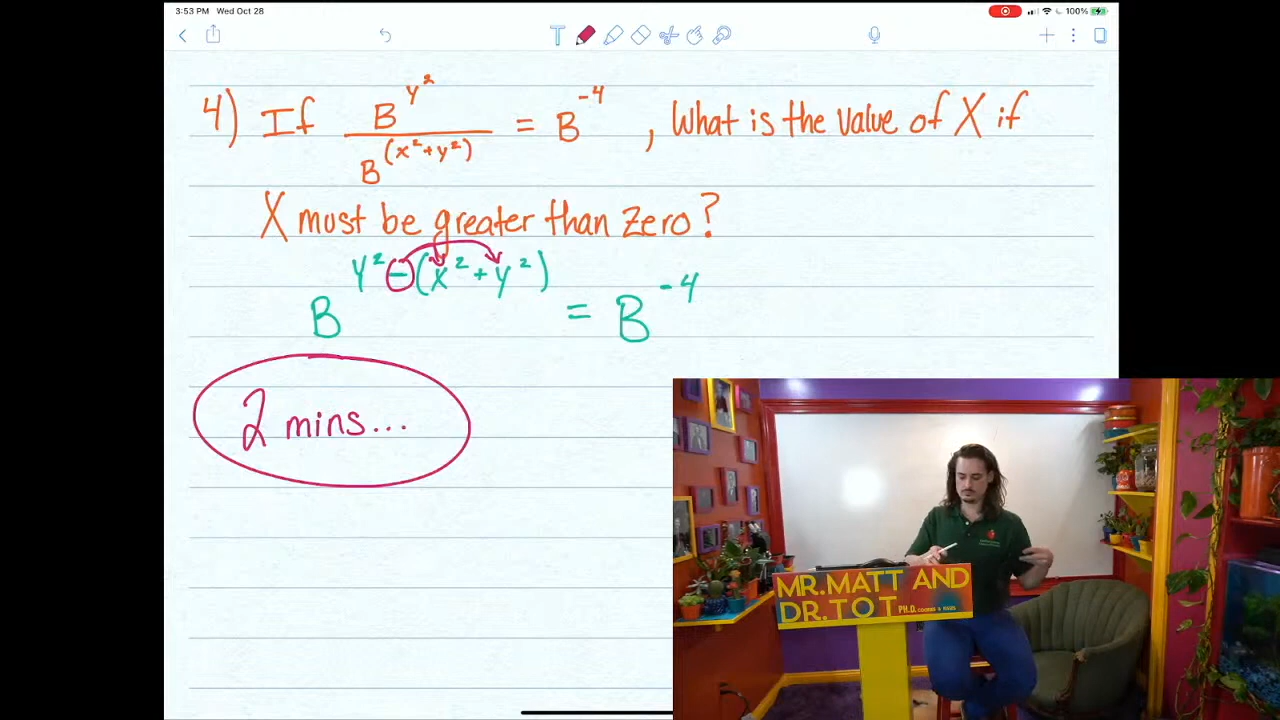 3:53 PM Wed Oct 28
100%
T
4) If B^y² / B^(x²+y²) = B^-4, What is the value of X if
X must be greater than zero?
B^y²-(x²+y²) = B^-4
2 mins...
MR. MATT AND
DR. TOT PH.D.